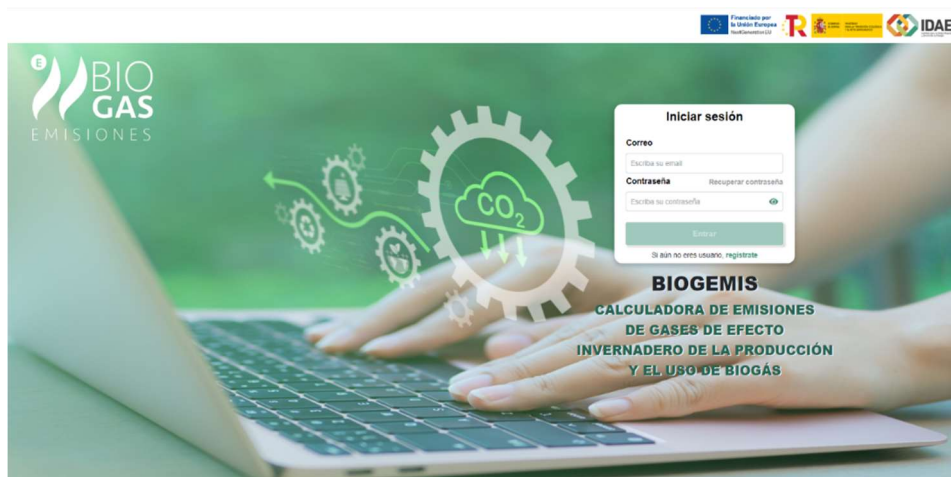 Financiado por
la Unión Europea
NextGenerationEU
IDAE
BIO
GAS
EMISIONES
CO2
Iniciar sesión
Correo
Escriba su email
Contraseña
Recuperar contraseña
Escriba su contraseña
Entrar
Si aún no eres usuario, regístrate
BIOGEMIS
CALCULADORA DE EMISIONES
DE GASES DE EFECTO
INVERNADERO DE LA PRODUCCIÓN
Y EL USO DE BIOGÁS